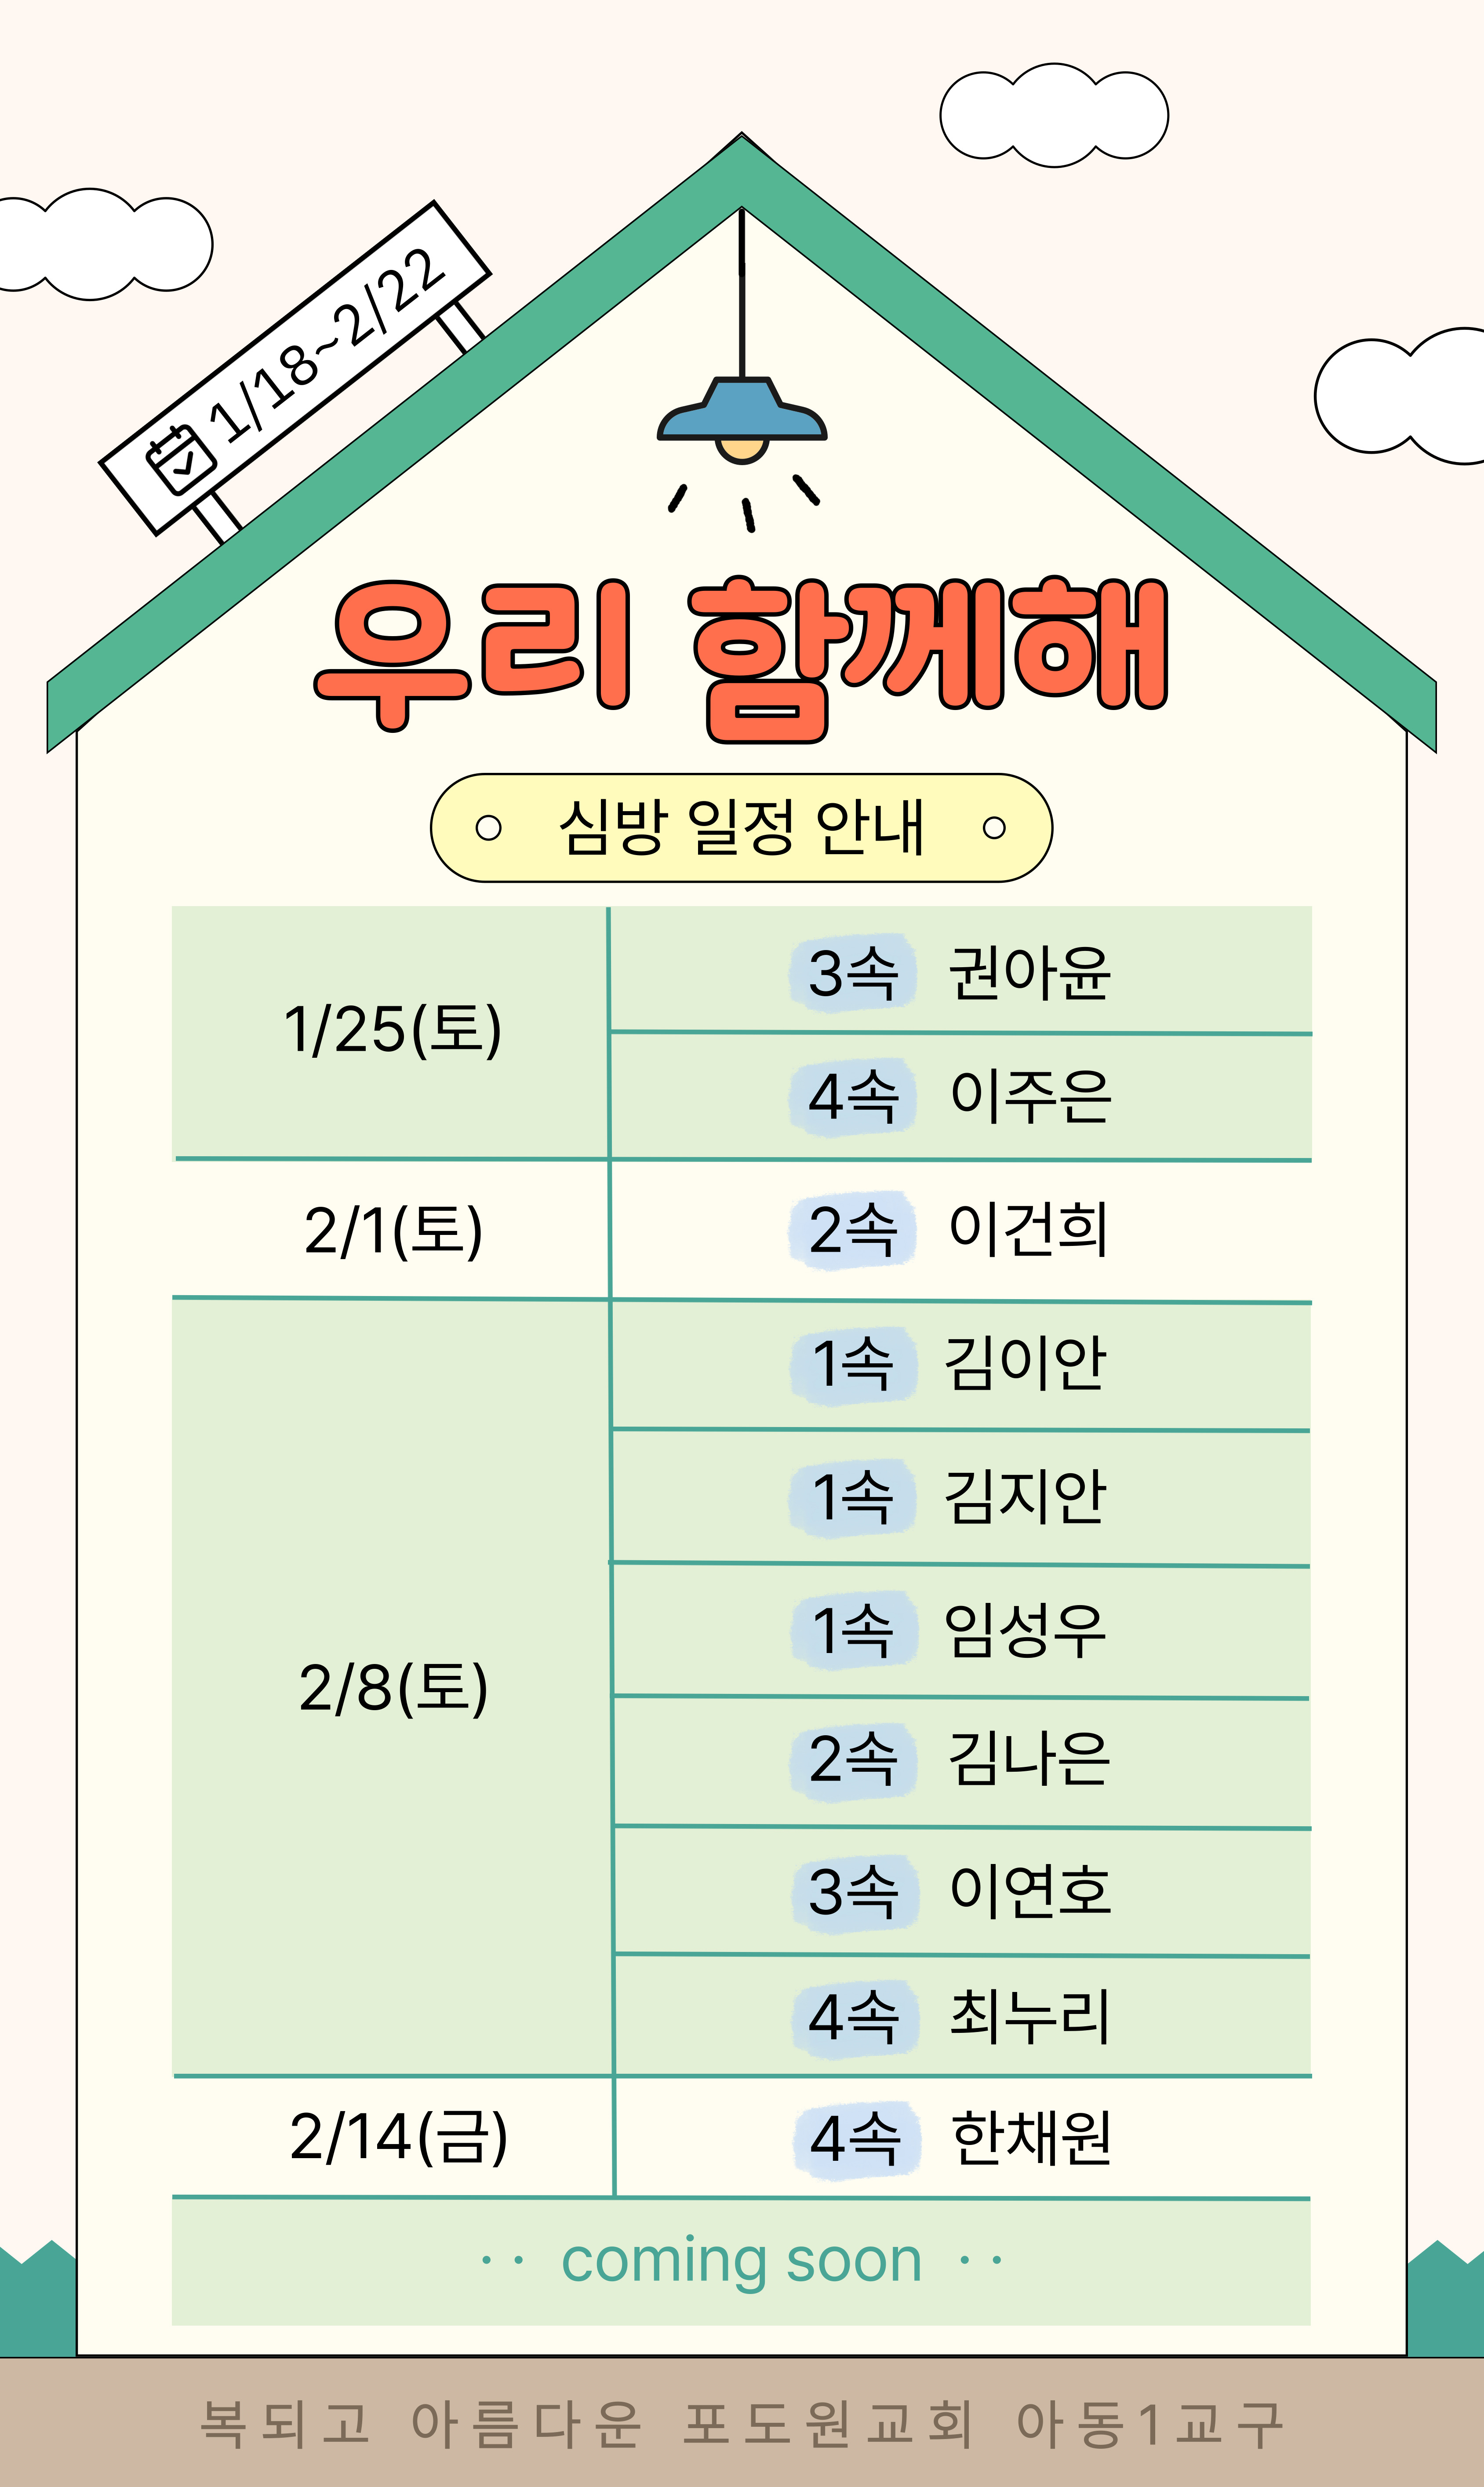 1/18~2/22
우리 함께해
심방 일정 안내
1/25(토)
3속 권아윤
4속 이주은
2/1(토)
2속 이건희
2/8(토)
1속 김이안
1속 김지안
1속 임성우
2속 김나은
3속 이연호
4속 최누리
2/14(금)
4속 한채원
·· coming soon ··
복되고 아름다운 포도원교회 아동1교구